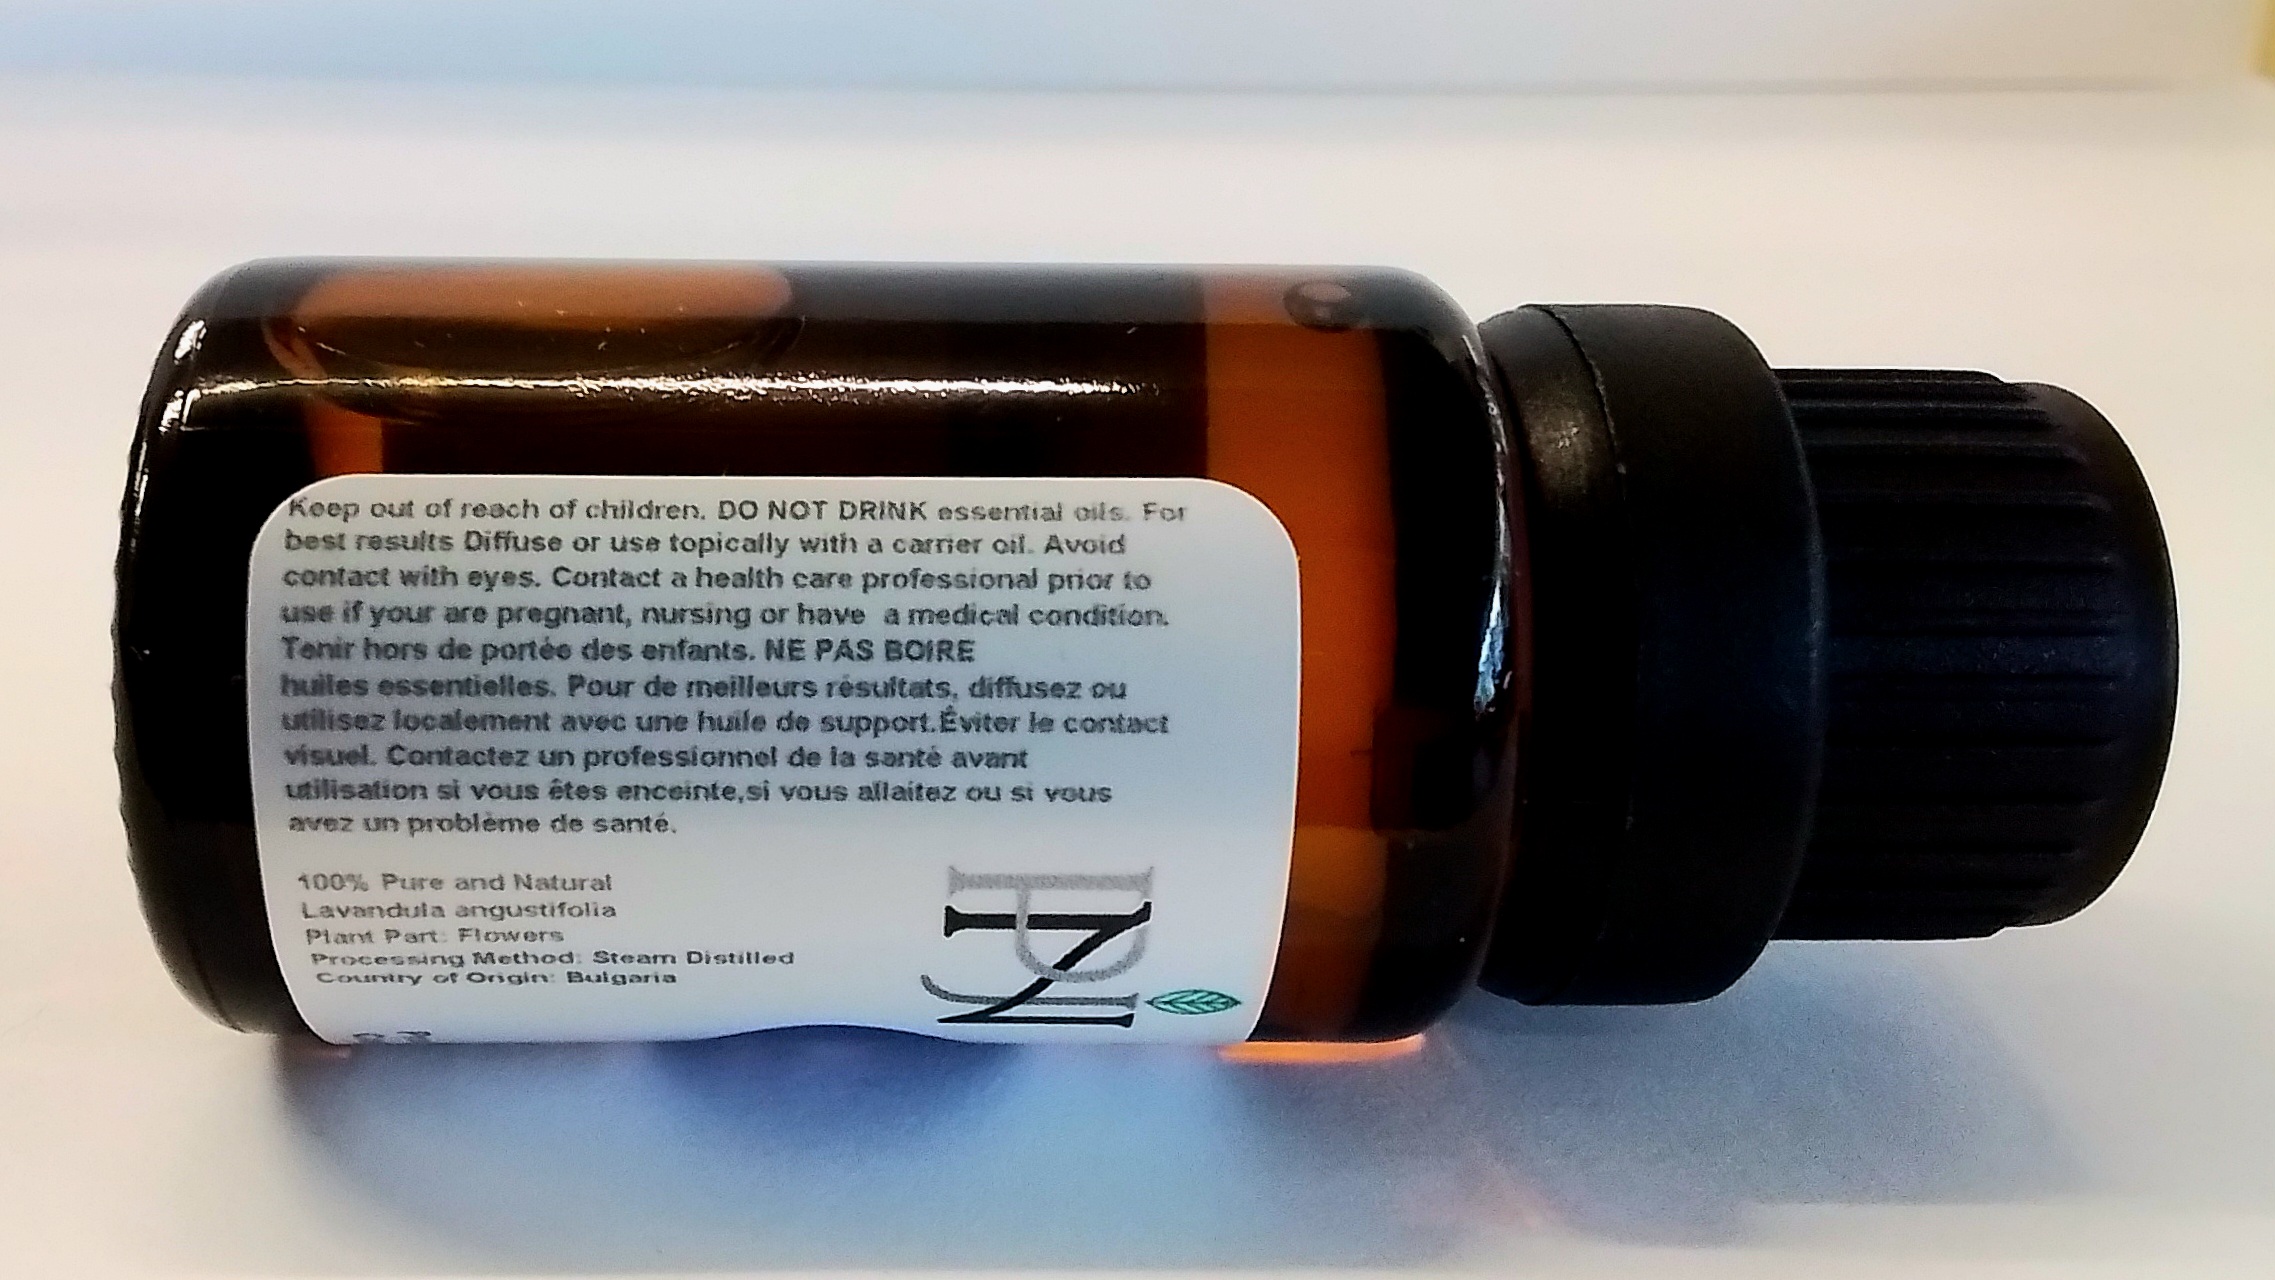 Keep out of reach of children. DO NOT DRINK essential oils. For
best results Diffuse or use topically with a carrier oil. Avoid
contact with eyes. Contact a health care professional prior to
use if your are pregnant, nursing or have a medical condition.
Tenir hors de portée des enfants. NE PAS BOIRE
huiles essentielles. Pour de meilleurs résultats, diffusez ou
utilisez localement avec une huile de support.Éviter le contact
visuel. Contactez un professionnel de la santé avant
utilisation si vous êtes enceinte,si vous allaitez ou si vous
avez un problème de santé.
100% Pure and Natural
Lavandula angustifolia
Plant Part: Flowers
Processing Method: Steam Distilled
Country of Origin: Bulgaria